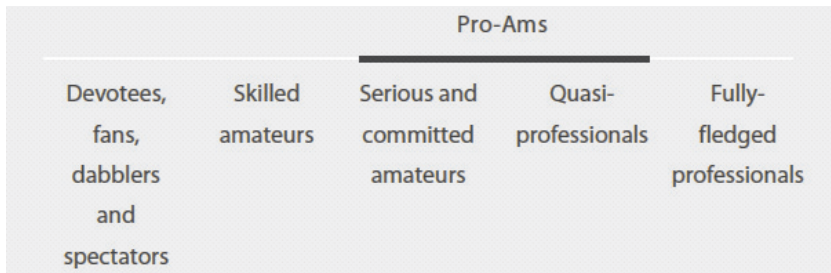 Pro-Ams
Devotees, Skilled Serious and Quasi- Fully-
fans, amateurs committed professionals fledged
dabblers amateurs professionals
and
spectators